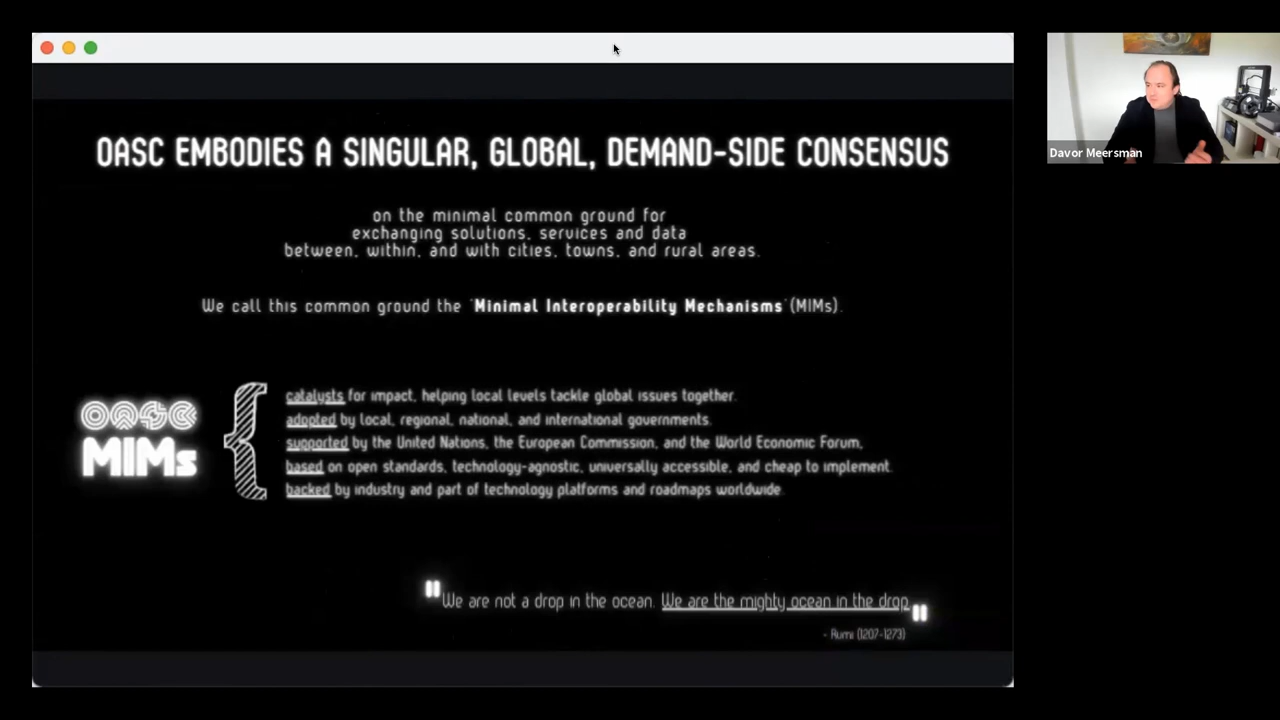 OASC EMBODIES A SINGULAR, GLOBAL, DEMAND-SIDE CONSENSUS
on the minimal common ground for
exchanging solutions, services and data
between, within, and with cities, towns, and rural areas.
We call this common ground the 'Minimal Interoperability Mechanisms' (MIMs).
OASC
MIMs
catalysts for impact, helping local levels tackle global issues together.
adopted by local, regional, national, and international governments.
supported by the United Nations, the European Commission, and the World Economic Forum,
based on open standards, technology-agnostic, universally accessible, and cheap to implement.
backed by industry and part of technology platforms and roadmaps worldwide.
"We are not a drop in the ocean. We are the mighty ocean in the drop."
- Rumi (1207-1273)
Davor Meersman